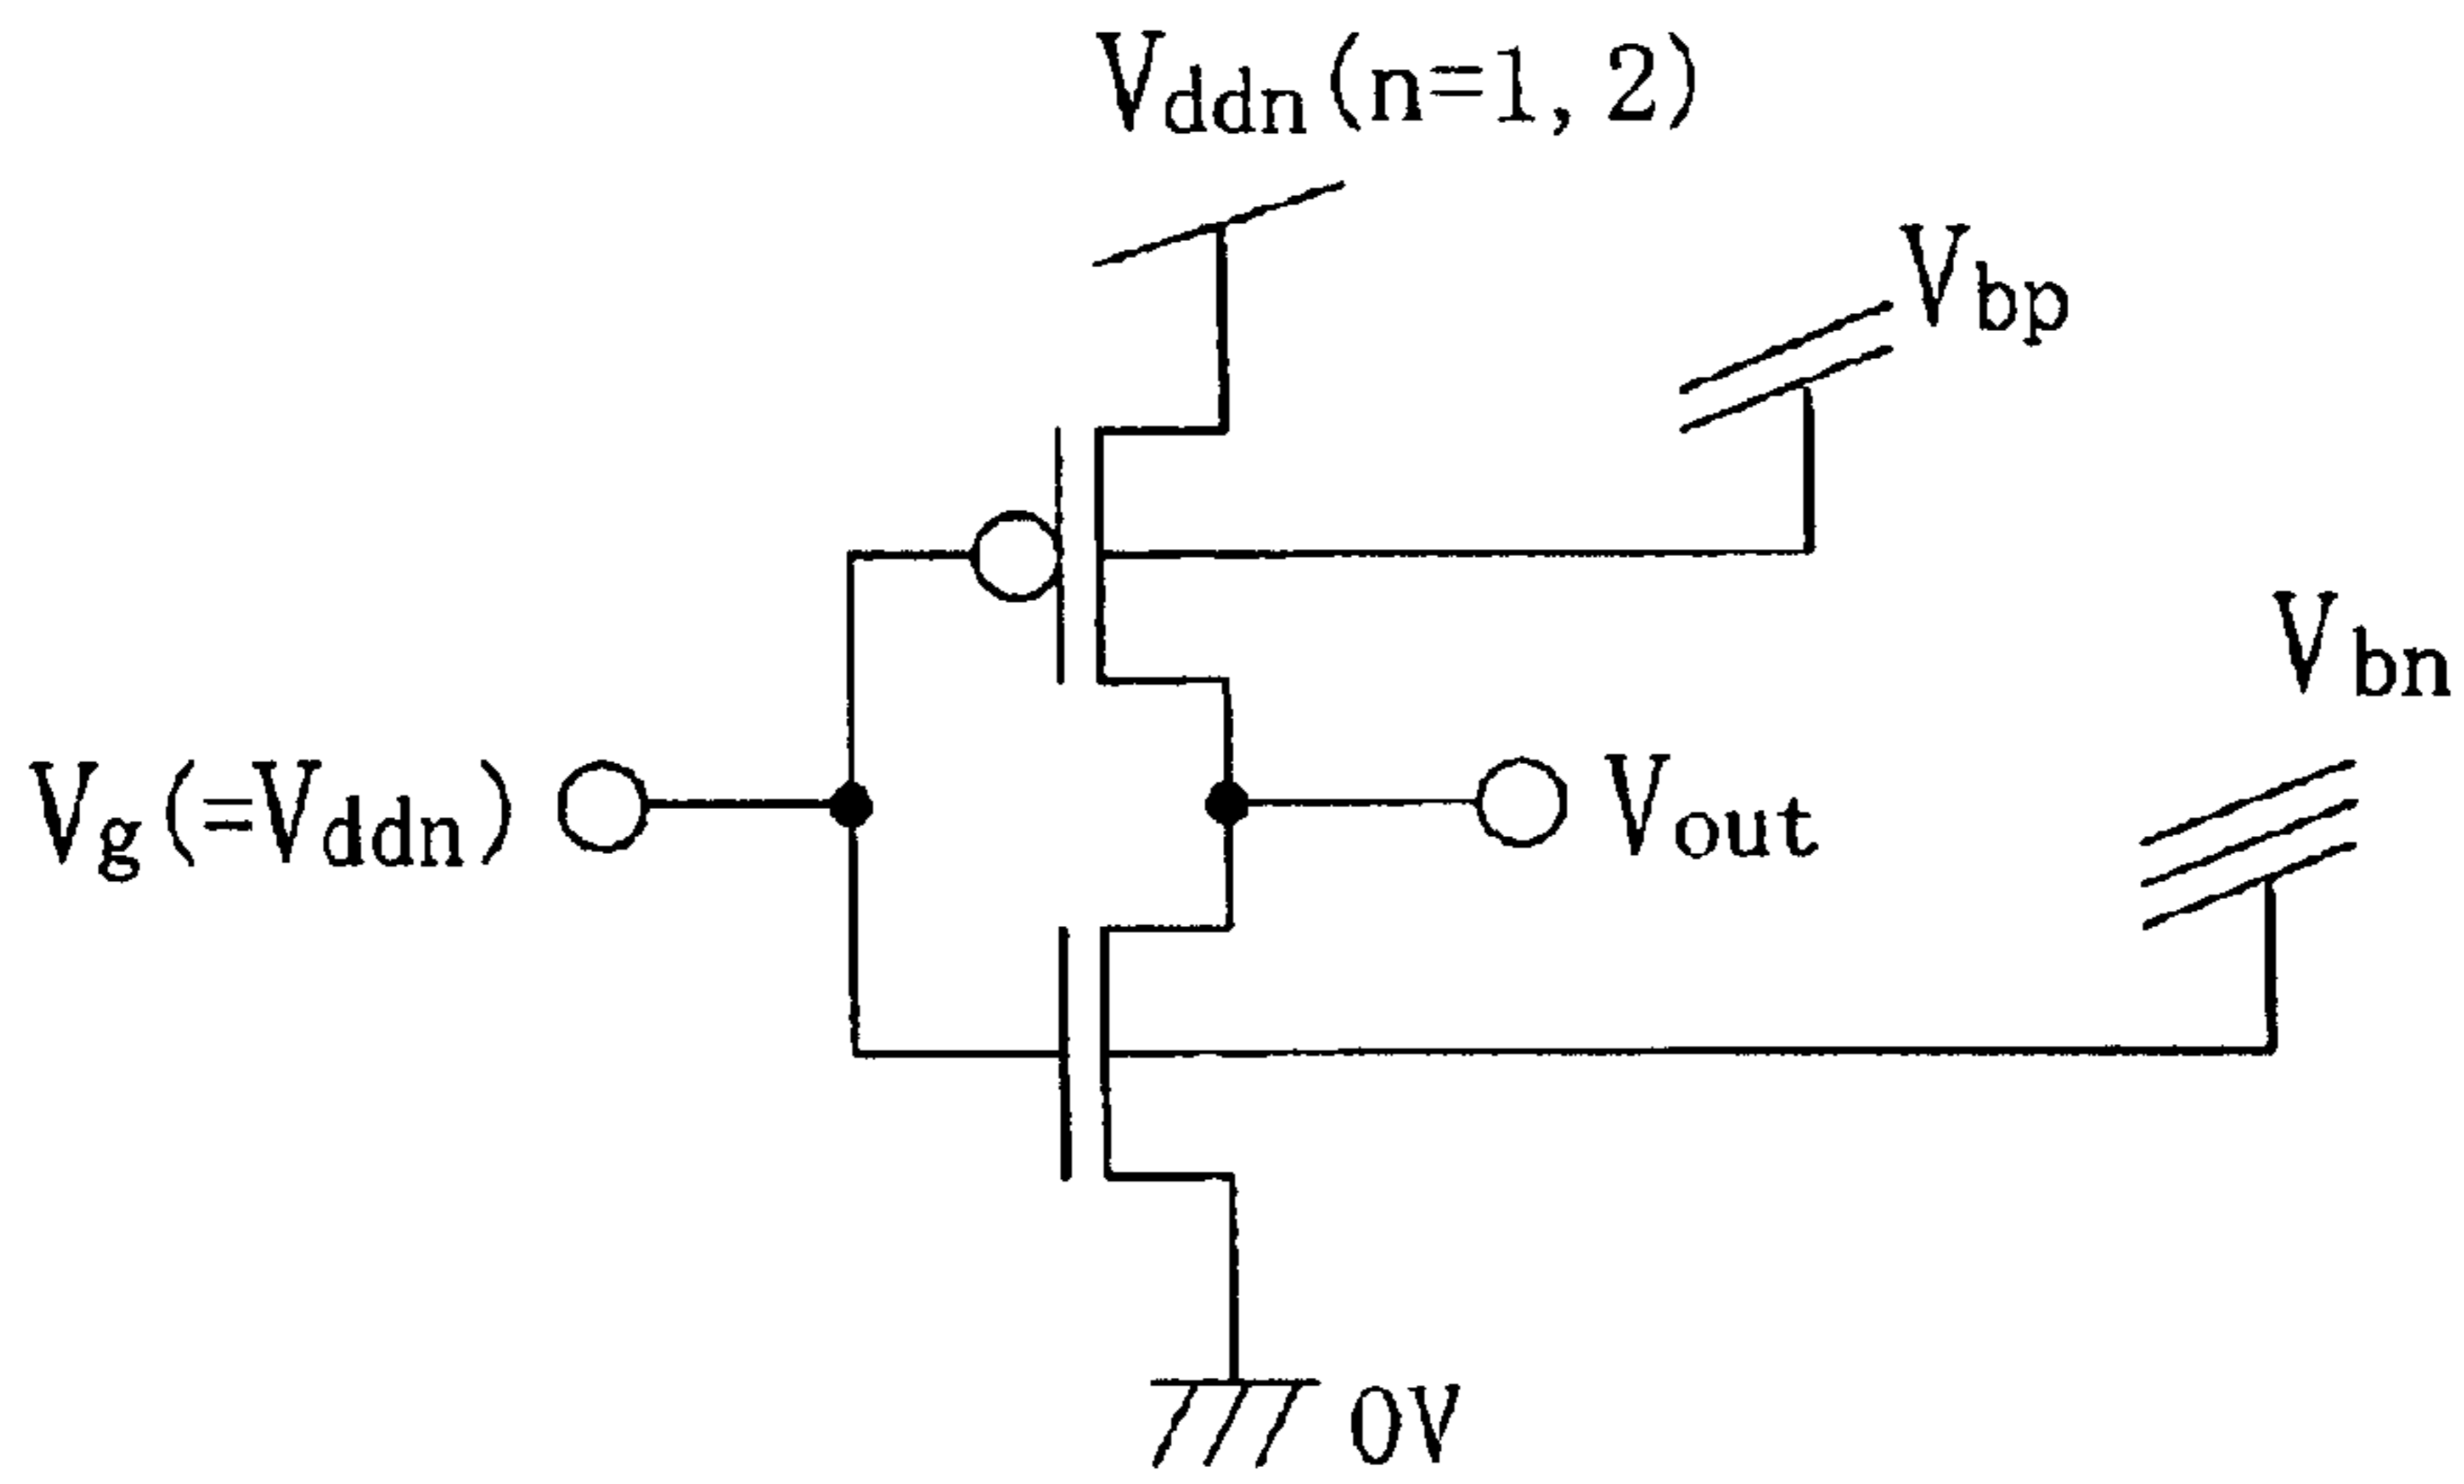 Vddn(n=1,2)
Vbp
Vbn
Vg(=Vddn)
Vout
0V